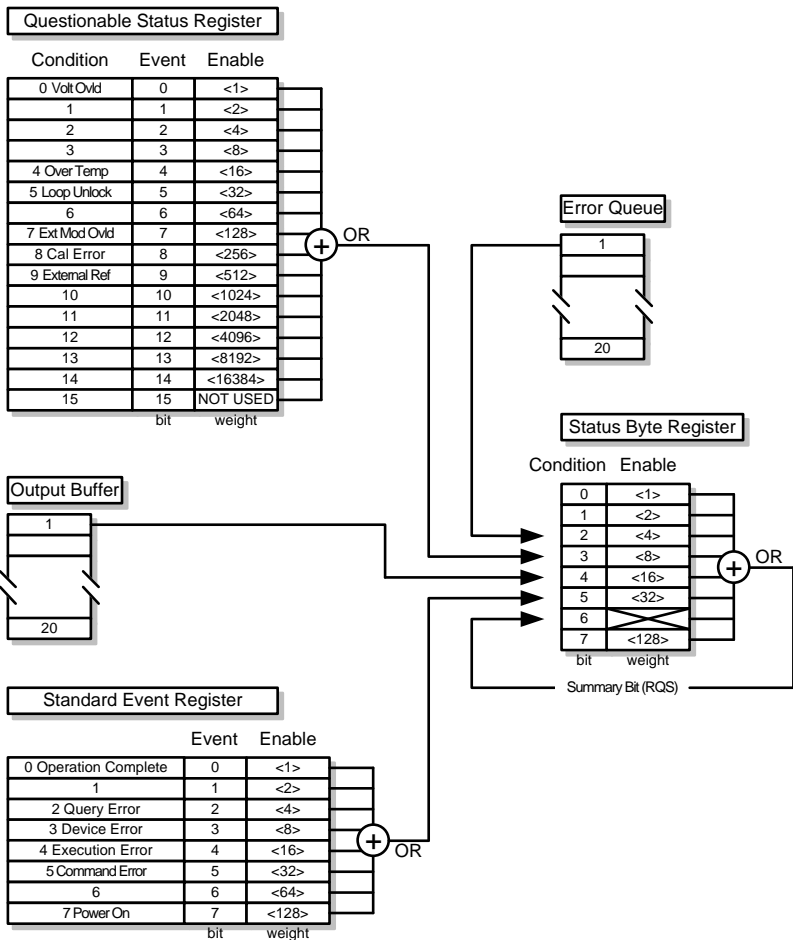 Questionable Status Register
Condition Event Enable
0 Volt Ovld 0 <1>
1 1 <2>
2 2 <4>
3 3 <8>
4 Over Temp 4 <16>
5 Loop Unlock 5 <32>
6 6 <64>
7 Ext Mod Ovld 7 <128>
8 Cal Error 8 <256>
9 External Ref 9 <512>
10 10 <1024>
11 11 <2048>
12 12 <4096>
13 13 <8192>
14 14 <16384>
15 15 NOT USED
bit weight
+ OR
Error Queue
1
20
Output Buffer
1
20
Status Byte Register
Condition Enable
0 <1>
1 <2>
2 <4>
3 <8>
4 <16>
5 <32>
6
7 <128>
bit weight
+ OR
Summary Bit (RQS)
Standard Event Register
Event Enable
0 Operation Complete 0 <1>
1 1 <2>
2 Query Error 2 <4>
3 Device Error 3 <8>
4 Execution Error 4 <16>
5 Command Error 5 <32>
6 6 <64>
7 Power On 7 <128>
bit weight
+ OR